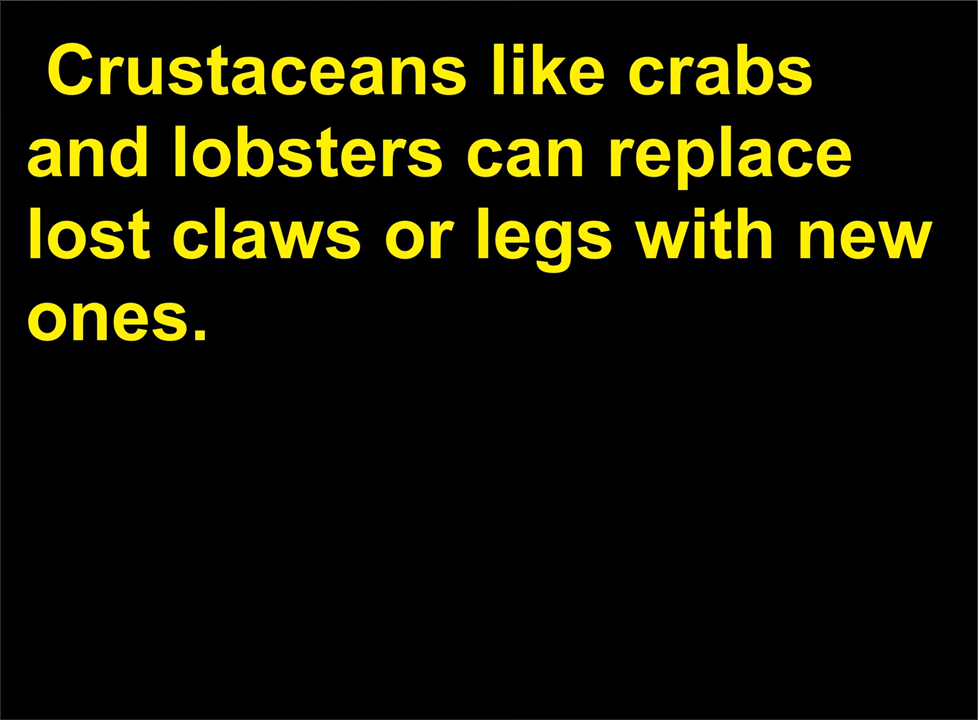 Crustaceans like crabs
and lobsters can replace
lost claws or legs with new
ones.